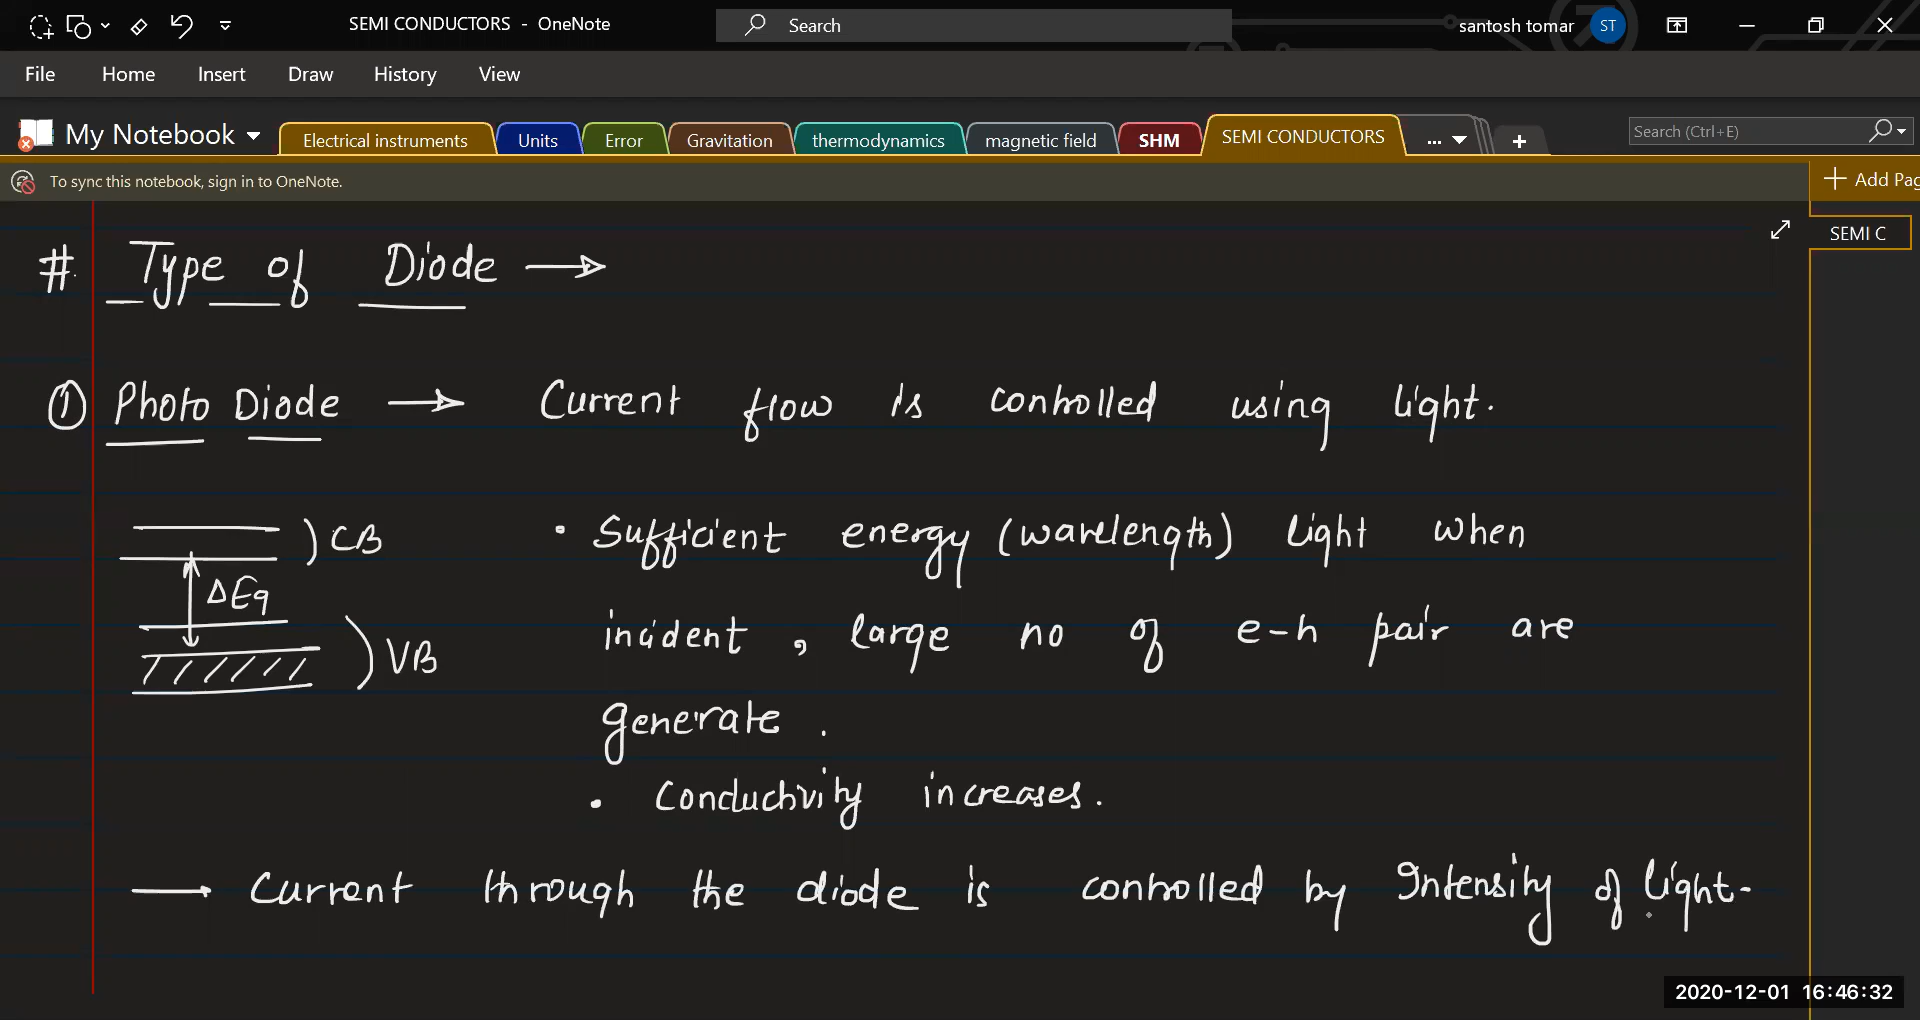 SEMI CONDUCTORS - OneNote
Search
santosh tomar ST
File Home Insert Draw History View
My Notebook Electrical instruments Units Error Gravitation thermodynamics magnetic field SHM SEMI CONDUCTORS ... + Search (Ctrl+E)
To sync this notebook, sign in to OneNote.
+ Add Pag
SEMI C
# Type of Diode →
① Photo Diode → Current flow is controlled using light.
CB
ΔEg
VB
• Sufficient energy (wavelength) light when
incident, large no of e-h pair are
generate.
• Conductivity increases.
→ Current through the diode is controlled by Intensity of light-
2020-12-01 16:46:32